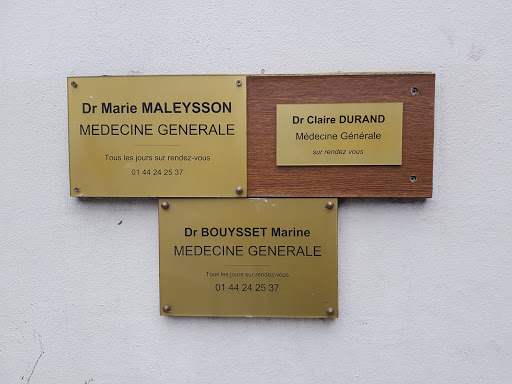 Dr Marie MALEYSSON
MEDECINE GENERALE
Tous les jours sur rendez-vous
01 44 24 25 37
Dr Claire DURAND
Médecine Générale
sur rendez vous
Dr BOUYSSET Marine
MEDECINE GENERALE
Tous les jours sur rendez-vous
01 44 24 25 37